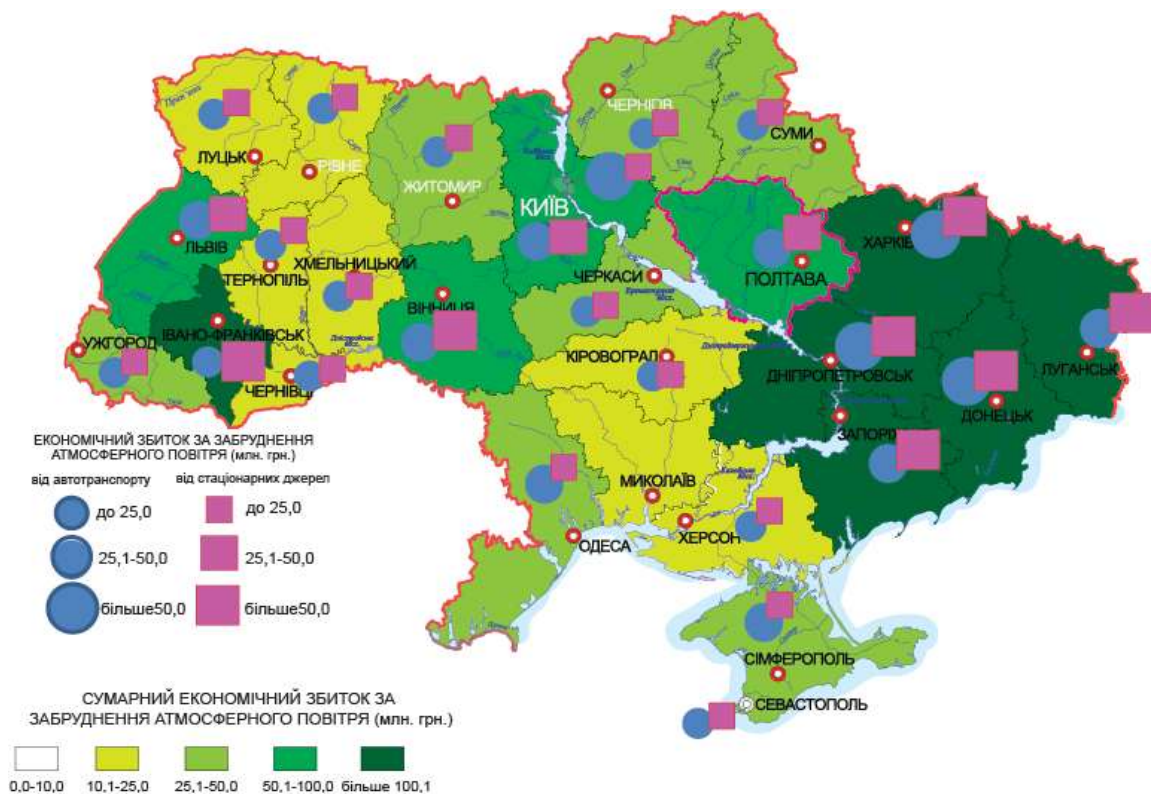 ЧЕРНІГІВ
СУМИ
ЛУЦЬК
РІВНЕ
ЖИТОМИР
КИЇВ
ЛЬВІВ
ТЕРНОПІЛЬ
ХМЕЛЬНИЦЬКИЙ
ВІННИЦЯ
ЧЕРКАСИ
ПОЛТАВА
ХАРКІВ
УЖГОРОД
ІВАНО-ФРАНКІВСЬК
ЧЕРНІВЦІ
КІРОВОГРАД
ДНІПРОПЕТРОВСЬК
ЛУГАНСЬК
ДОНЕЦЬК
ЗАПОРІЖ
МИКОЛАЇВ
ХЕРСОН
ОДЕСА
СІМФЕРОПОЛЬ
СЕВАСТОПОЛЬ
ЕКОНОМІЧНИЙ ЗБИТОК ЗА ЗАБРУДНЕННЯ
АТМОСФЕРНОГО ПОВІТРЯ (млн. грн.)
від автотранспорту від стаціонарних джерел
до 25,0 до 25,0
25,1-50,0 25,1-50,0
більше50,0 більше50,0
СУМАРНИЙ ЕКОНОМІЧНИЙ ЗБИТОК ЗА
ЗАБРУДНЕННЯ АТМОСФЕРНОГО ПОВІТРЯ (млн. грн.)
0,0-10,0 10,1-25,0 25,1-50,0 50,1-100,0 більше 100,1